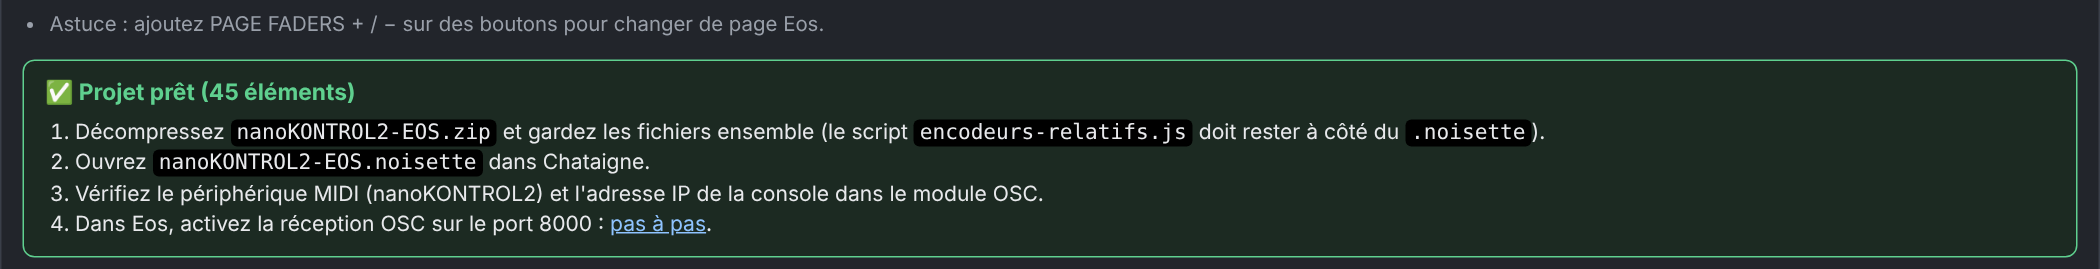 • Astuce : ajoutez PAGE FADERS + / − sur des boutons pour changer de page Eos.
✅ Projet prêt (45 éléments)
1. Décompressez nanoKONTROL2-EOS.zip et gardez les fichiers ensemble (le script encodeurs-relatifs.js doit rester à côté du .noisette).
2. Ouvrez nanoKONTROL2-EOS.noisette dans Chataigne.
3. Vérifiez le périphérique MIDI (nanoKONTROL2) et l'adresse IP de la console dans le module OSC.
4. Dans Eos, activez la réception OSC sur le port 8000 : pas à pas.